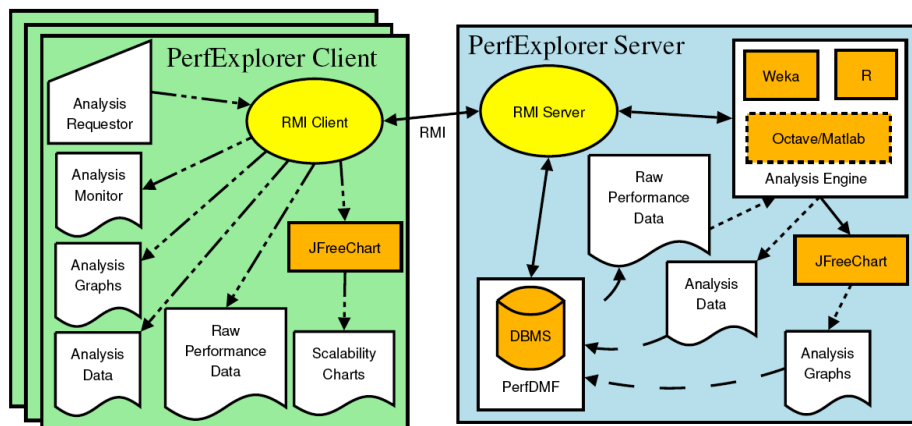 PerfExplorer Client
Analysis
Requestor
RMI Client
Analysis
Monitor
Analysis
Graphs
JFreeChart
Analysis
Data
Raw
Performance
Data
Scalability
Charts
RMI
PerfExplorer Server
RMI Server
Weka
R
Octave/Matlab
Analysis Engine
Raw
Performance
Data
JFreeChart
Analysis
Data
DBMS
PerfDMF
Analysis
Graphs